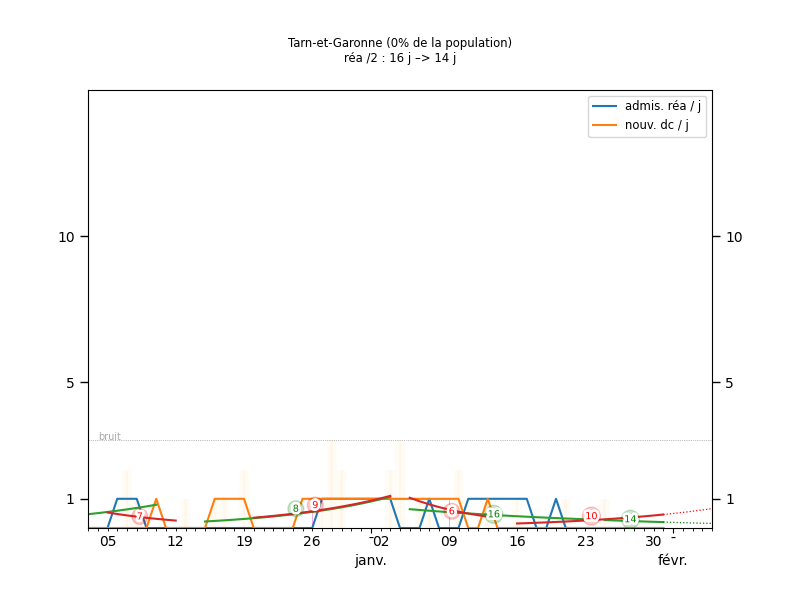 Tarn-et-Garonne (0% de la population)
réa /2 : 16 j –> 14 j
admis. réa / j
nouv. dc / j
10 10
5 5
bruit
1 1
7 8 9 6 16 10 14
05 12 19 26 02 09 16 23 30
janv. févr.